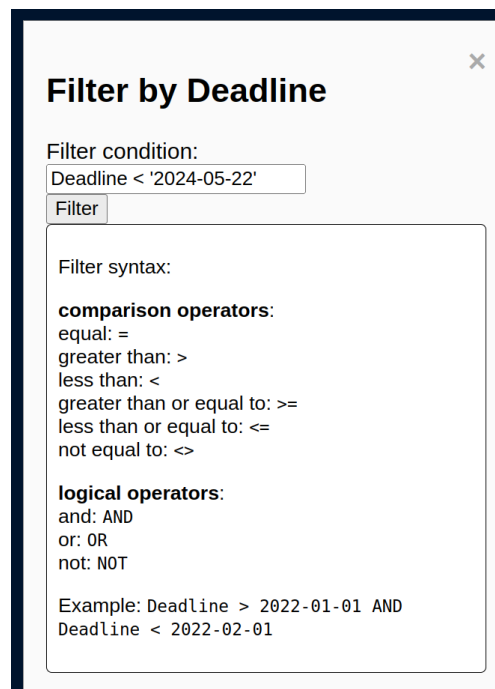 ×
Filter by Deadline
Filter condition:
Deadline < '2024-05-22'
Filter
Filter syntax:
comparison operators:
equal: =
greater than: >
less than: <
greater than or equal to: >=
less than or equal to: <=
not equal to: <>
logical operators:
and: AND
or: OR
not: NOT
Example: Deadline > 2022-01-01 AND
Deadline < 2022-02-01